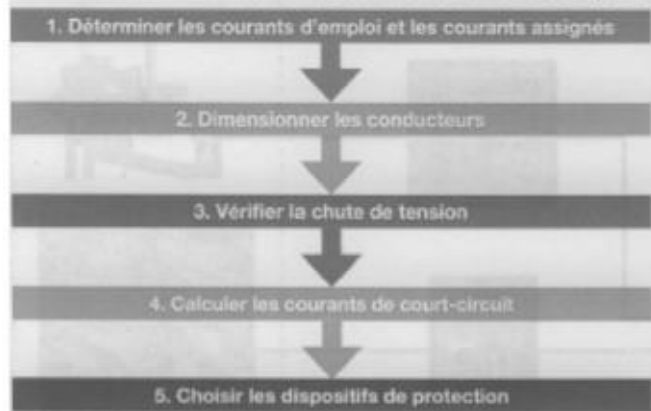 1. Déterminer les courants d'emploi et les courants assignés
2. Dimensionner les conducteurs
3. Vérifier la chute de tension
4. Calculer les courants de court-circuit
5. Choisir les dispositifs de protection